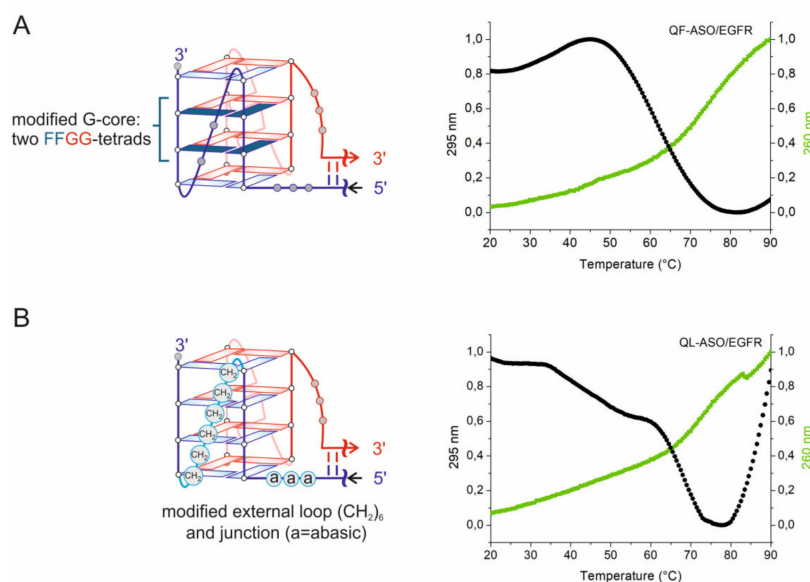 A
3'
modified G-core:
two FFGG-tetrads
3'
5'
QF-ASO/EGFR
295 nm
260 nm
1,0
0,8
0,6
0,4
0,2
0,0
1,0
0,8
0,6
0,4
0,2
0,0
20 30 40 50 60 70 80 90
Temperature (°C)
B
3'
CH2
CH2
CH2
CH2
CH2
CH2
3'
a a a 5'
modified external loop (CH2)6
and junction (a=abasic)
QL-ASO/EGFR
295 nm
260 nm
1,0
0,8
0,6
0,4
0,2
0,0
1,0
0,8
0,6
0,4
0,2
0,0
20 30 40 50 60 70 80 90
Temperature (°C)